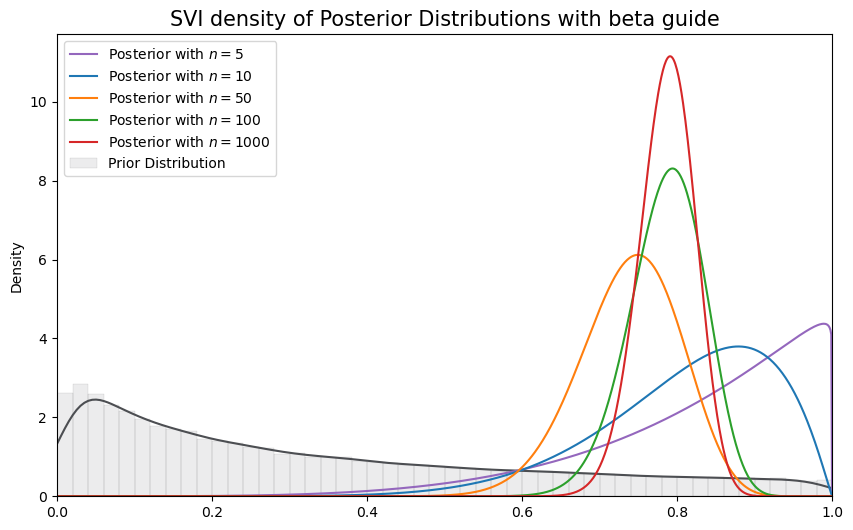 SVI density of Posterior Distributions with beta guide
Posterior with n = 5
Posterior with n = 10
Posterior with n = 50
Posterior with n = 100
Posterior with n = 1000
Prior Distribution
Density
10
8
6
4
2
0
0.0 0.2 0.4 0.6 0.8 1.0